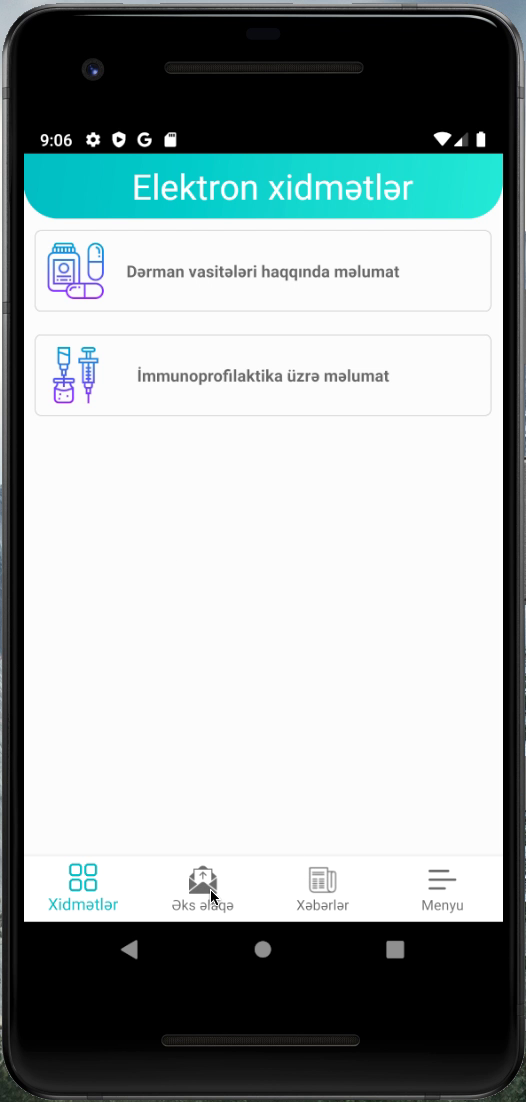 9:06
Elektron xidmətlər
Dərman vasitələri haqqında məlumat
İmmunoprofilaktika üzrə məlumat
Xidmətlər Əks əlaqə Xəbərlər Menyu